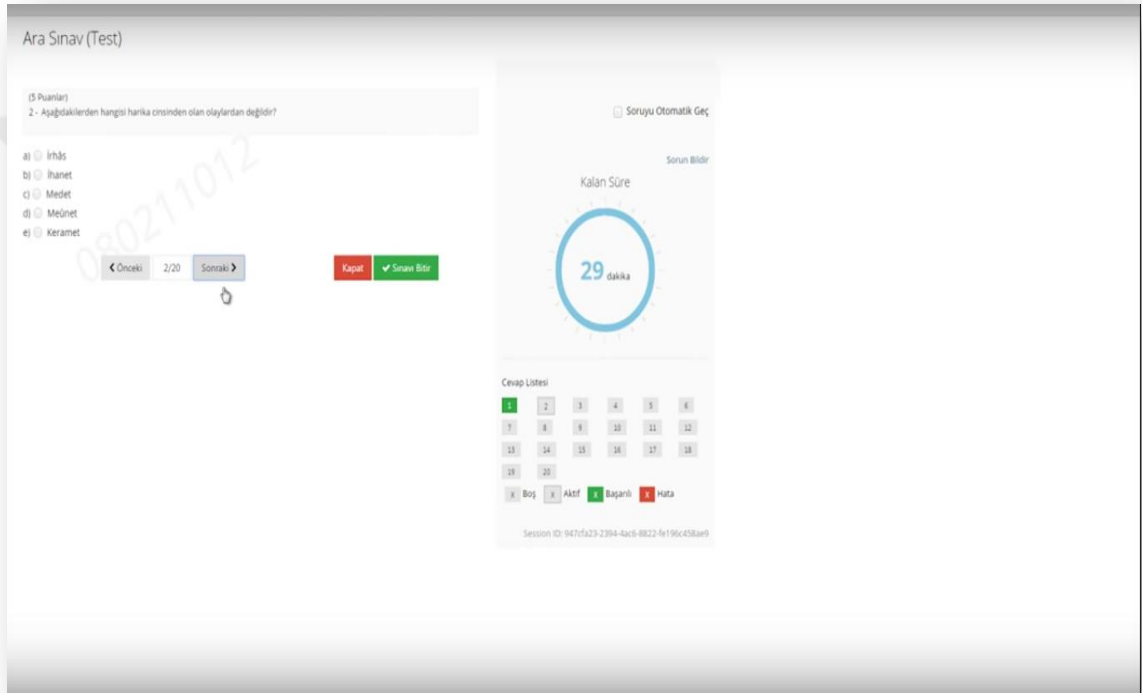 Ara Sınav (Test)
(5 Puanlar)
2 - Aşağıdakilerden hangisi harika cinsinden olan olaylardan değildir?
a) İrhâs
b) İhanet
c) Medet
d) Meûnet
e) Keramet
080211012
Önceki 2/20 Sonraki Kapat Sınavı Bitir
Soruyu Otomatik Geç
Sorun Bildir
Kalan Süre
29 dakika
Cevap Listesi
1 2 3 4 5 6
7 8 9 10 11 12
13 14 15 16 17 18
19 20
X Boş X Aktif X Başarılı X Hata
Session ID: 947cfa23-2394-4ac6-8822-fe196c458ae9